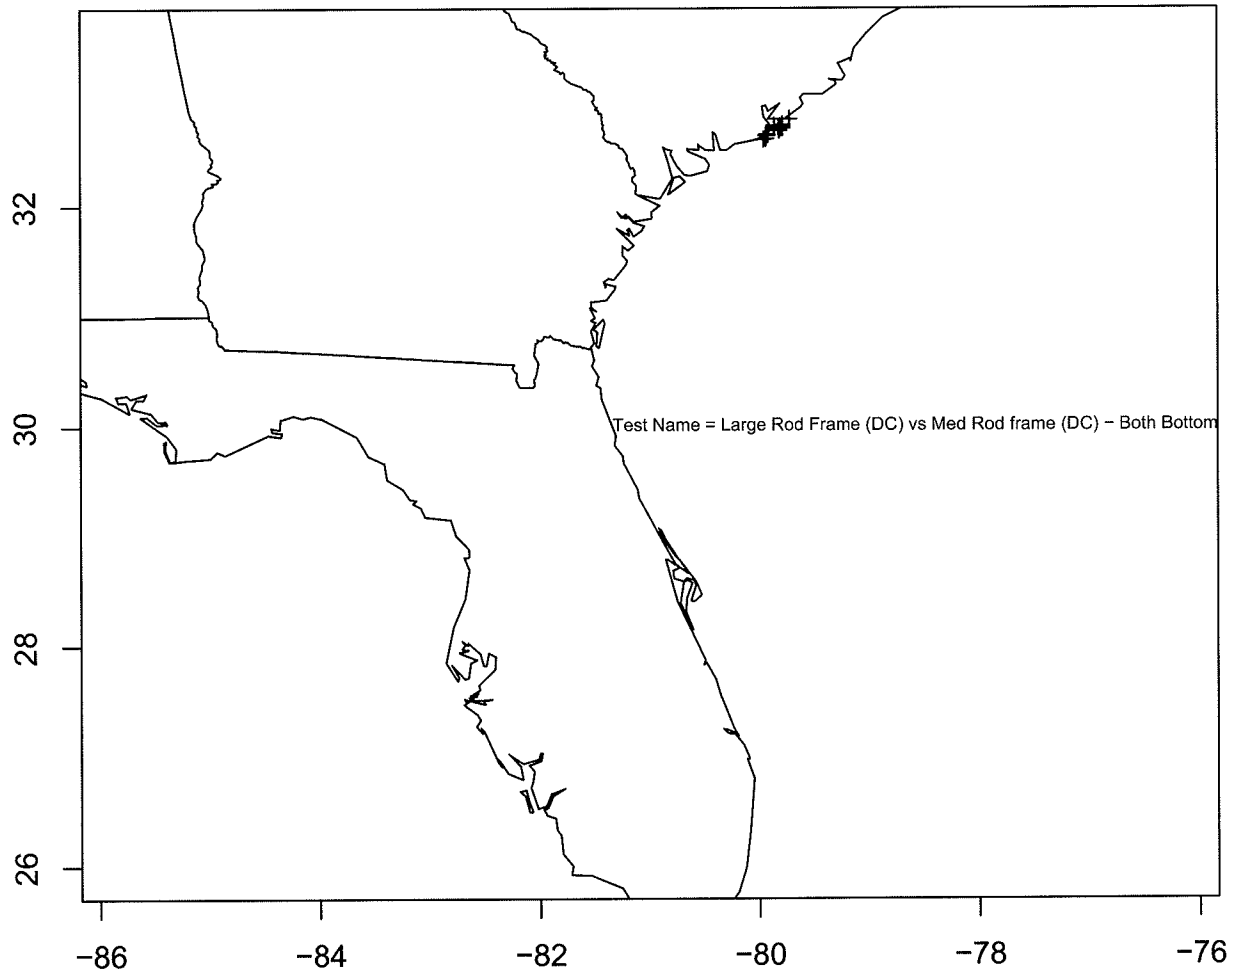 32
30
Test Name = Large Rod Frame (DC) vs Med Rod frame (DC) − Both Bottom
28
26
−86 −84 −82 −80 −78 −76